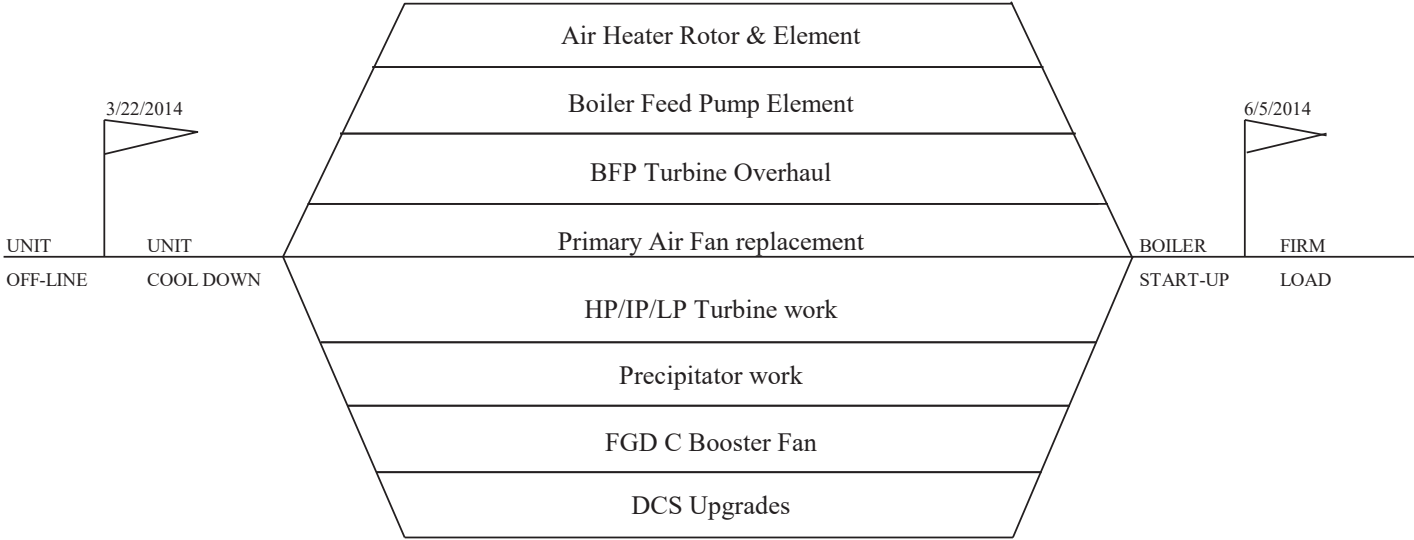 Air Heater Rotor & Element
Boiler Feed Pump Element
3/22/2014
6/5/2014
BFP Turbine Overhaul
Primary Air Fan replacement
UNIT
OFF-LINE
UNIT
COOL DOWN
BOILER
START-UP
FIRM
LOAD
HP/IP/LP Turbine work
Precipitator work
FGD C Booster Fan
DCS Upgrades